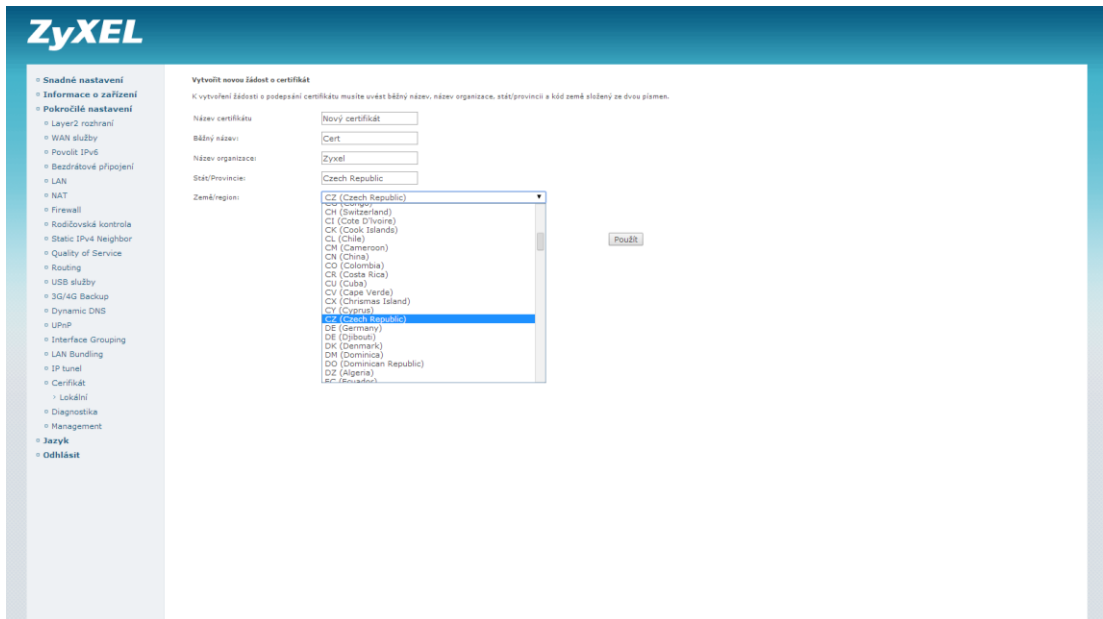 ZyXEL
Snadné nastavení
Informace o zařízení
Pokročilé nastavení
Layer2 rozhraní
WAN služby
Povolit IPv6
Bezdrátové připojení
LAN
NAT
Firewall
Rodičovská kontrola
Static IPv4 Neighbor
Quality of Service
Routing
USB služby
3G/4G Backup
Dynamic DNS
UPnP
Interface Grouping
LAN Bundling
IP tunel
Cerifikát
Lokální
Diagnostika
Management
Jazyk
Odhlásit
Vytvořit novou žádost o certifikát
K vytvoření žádosti o podepsání certifikátu musíte uvést běžný název, název organizace, stát/provincii a kód země složený ze dvou písmen.
Název certifikátu Nový certifikát
Běžný název: Cert
Název organizace: Zyxel
Stát/Provincie: Czech Republic
Země/region: CZ (Czech Republic)
CG (Congo)
CH (Switzerland)
CI (Cote D'Ivoire)
CK (Cook Islands)
CL (Chile)
CM (Cameroon)
CN (China)
CO (Colombia)
CR (Costa Rica)
CU (Cuba)
CV (Cape Verde)
CX (Chrismas Island)
CY (Cyprus)
CZ (Czech Republic)
DE (Germany)
DE (Djibouti)
DK (Denmark)
DM (Dominica)
DO (Dominican Republic)
DZ (Algeria)
EC (Ecuador)
Použít